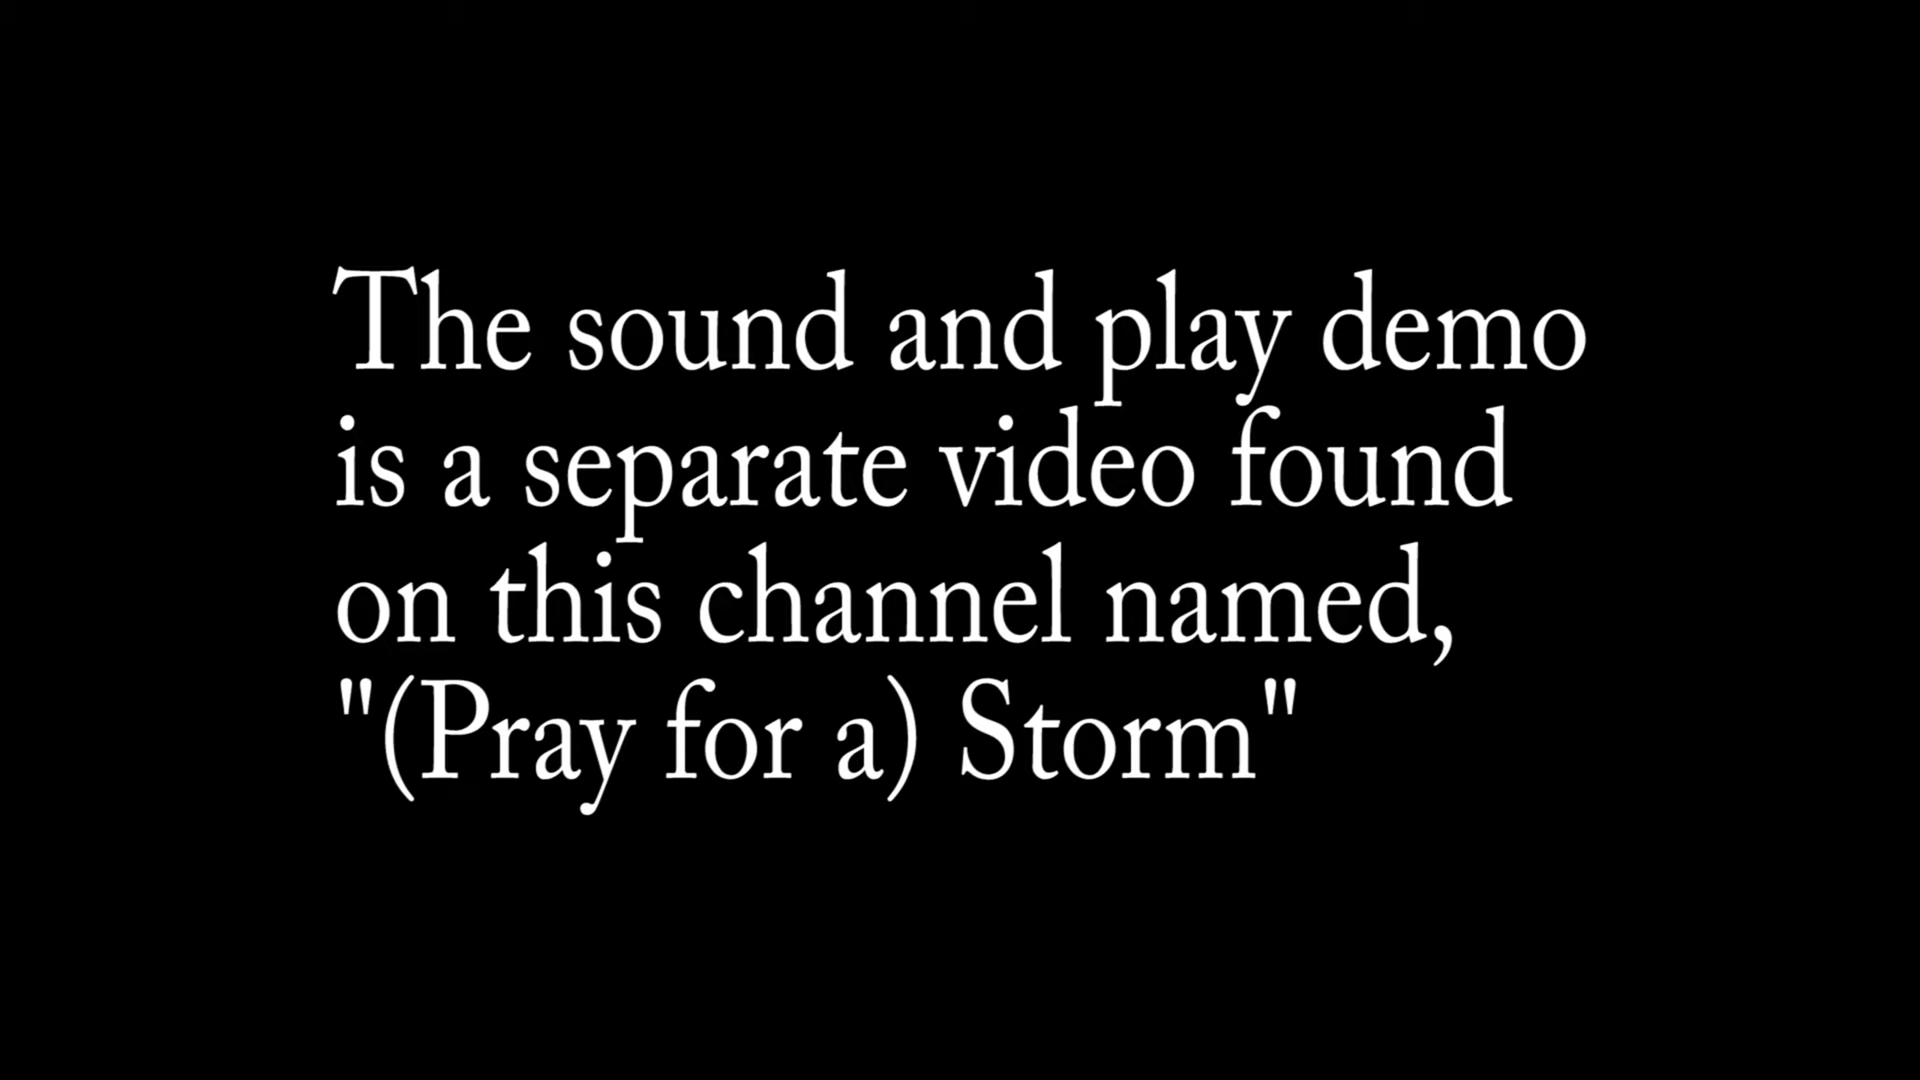 The sound and play demo
is a separate video found
on this channel named,
"(Pray for a) Storm"